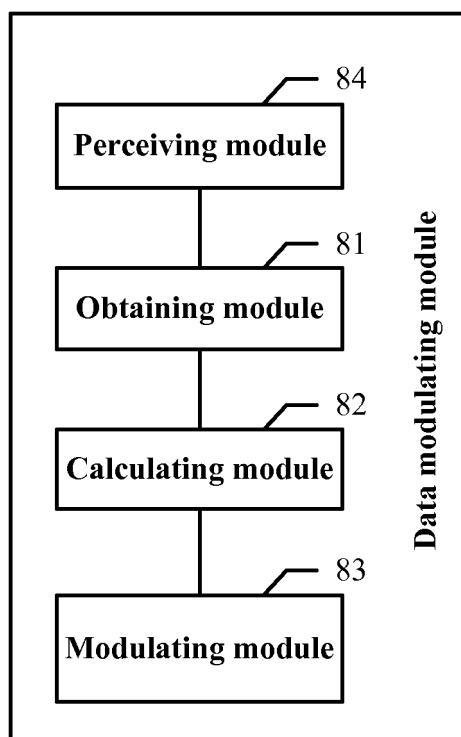 84
Perceiving module
81
Obtaining module
82
Calculating module
83
Modulating module
Data modulating module